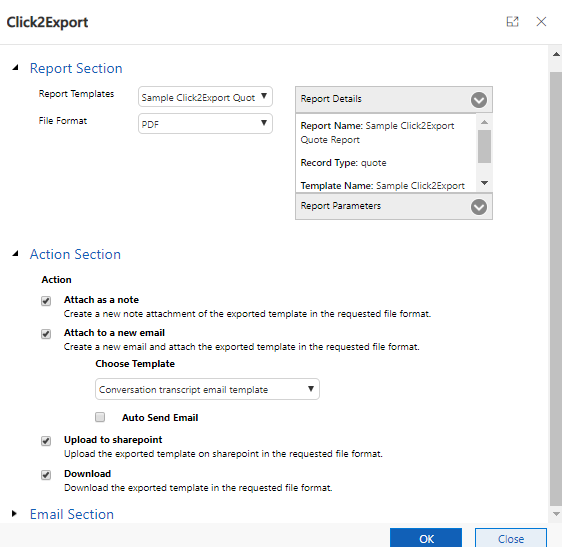 Click2Export
Report Section
Report Templates
Sample Click2Export Quot
File Format
PDF
Report Details
Report Name: Sample Click2Export
Quote Report
Record Type: quote
Template Name: Sample Click2Export
Report Parameters
Action Section
Action
Attach as a note
Create a new note attachment of the exported template in the requested file format.
Attach to a new email
Create a new email and attach the exported template in the requested file format.
Choose Template
Conversation transcript email template
Auto Send Email
Upload to sharepoint
Upload the exported template on sharepoint in the requested file format.
Download
Download the exported template in the requested file format.
Email Section
OK
Close